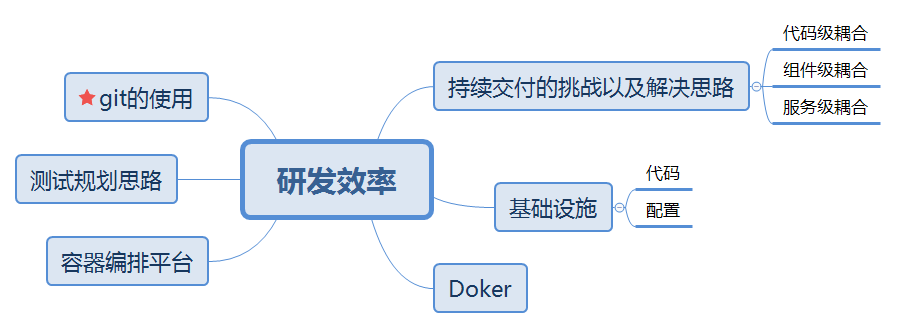 研发效率
持续交付的挑战以及解决思路
代码级耦合
组件级耦合
服务级耦合
基础设施
代码
配置
Doker
git的使用
测试规划思路
容器编排平台